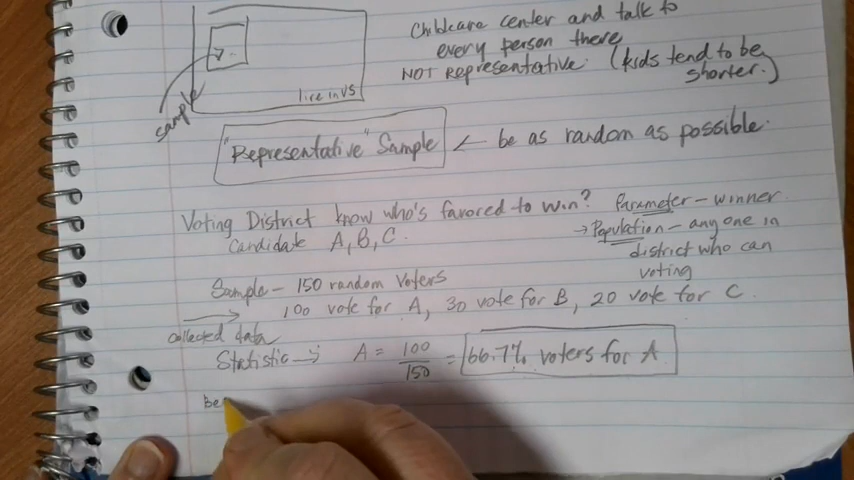 Childcare center and talk to
every person there
NOT Representative. (kids tend to be
shorter.)
live in US
sample
"Representative" Sample ← be as random as possible.
Voting District know who's favored to win? Parameter - winner
Candidate A, B, C. → Population - any one in
district who can
voting
Sample - 150 random voters
100 vote for A, 30 vote for B, 20 vote for C.
collected data
Statistic → A = 100/150 = 66.7% voters for A
Be